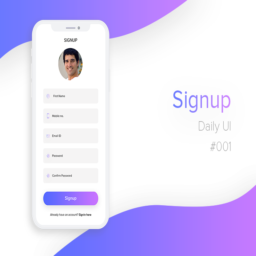 SIGNUP
First Name
Mobile no.
Email ID
Password
Confirm Password
Signup
Already have an account? Sign in here
Signup
Daily UI
#001